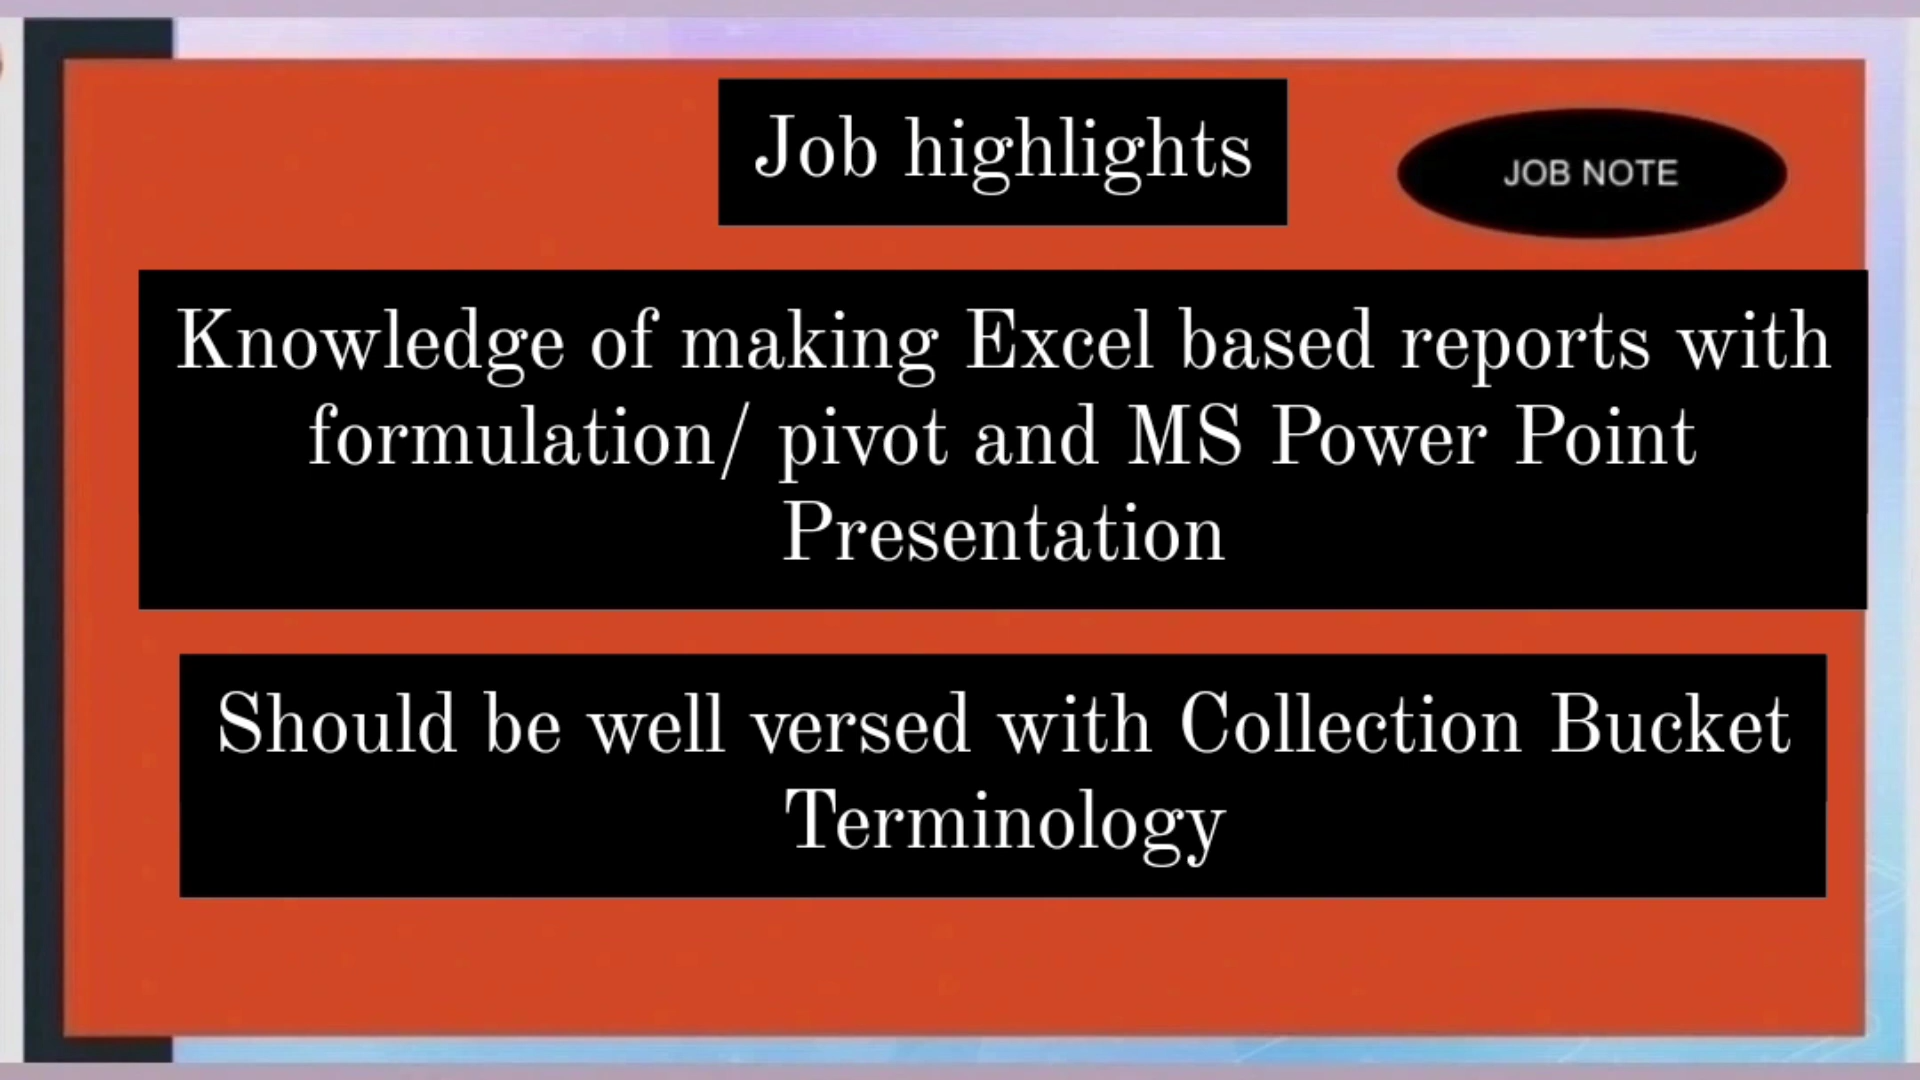 Job highlights
JOB NOTE
Knowledge of making Excel based reports with
formulation/ pivot and MS Power Point
Presentation
Should be well versed with Collection Bucket
Terminology